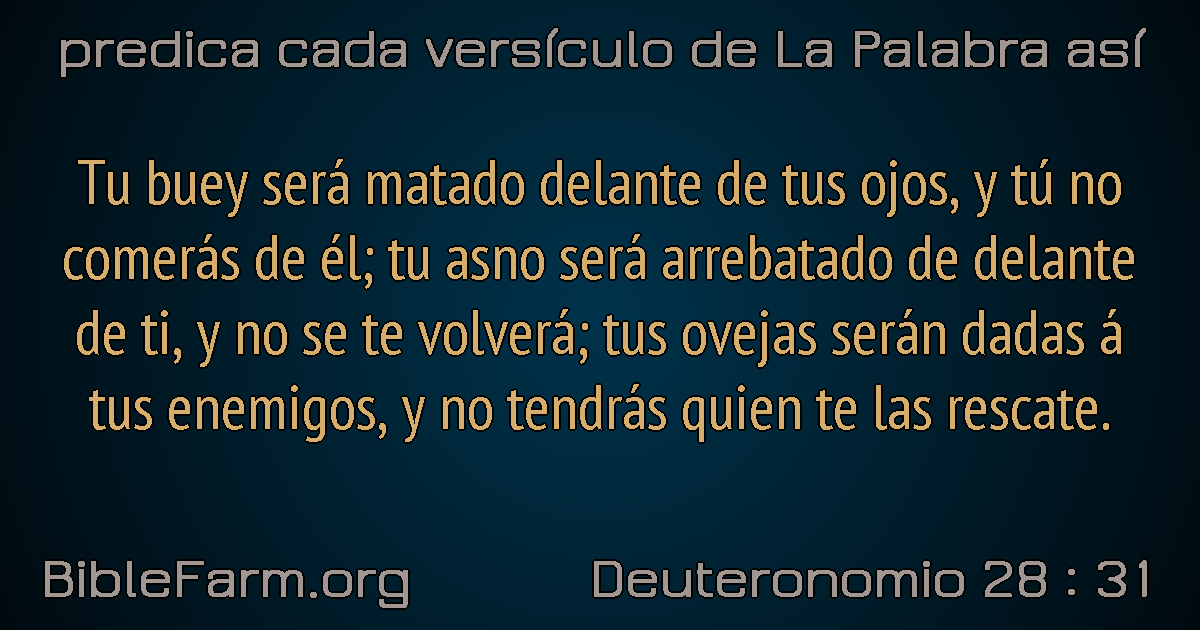 predica cada versículo de La Palabra así
Tu buey será matado delante de tus ojos, y tú no
comerás de él; tu asno será arrebatado de delante
de ti, y no se te volverá; tus ovejas serán dadas á
tus enemigos, y no tendrás quien te las rescate.
BibleFarm.org
Deuteronomio 28 : 31